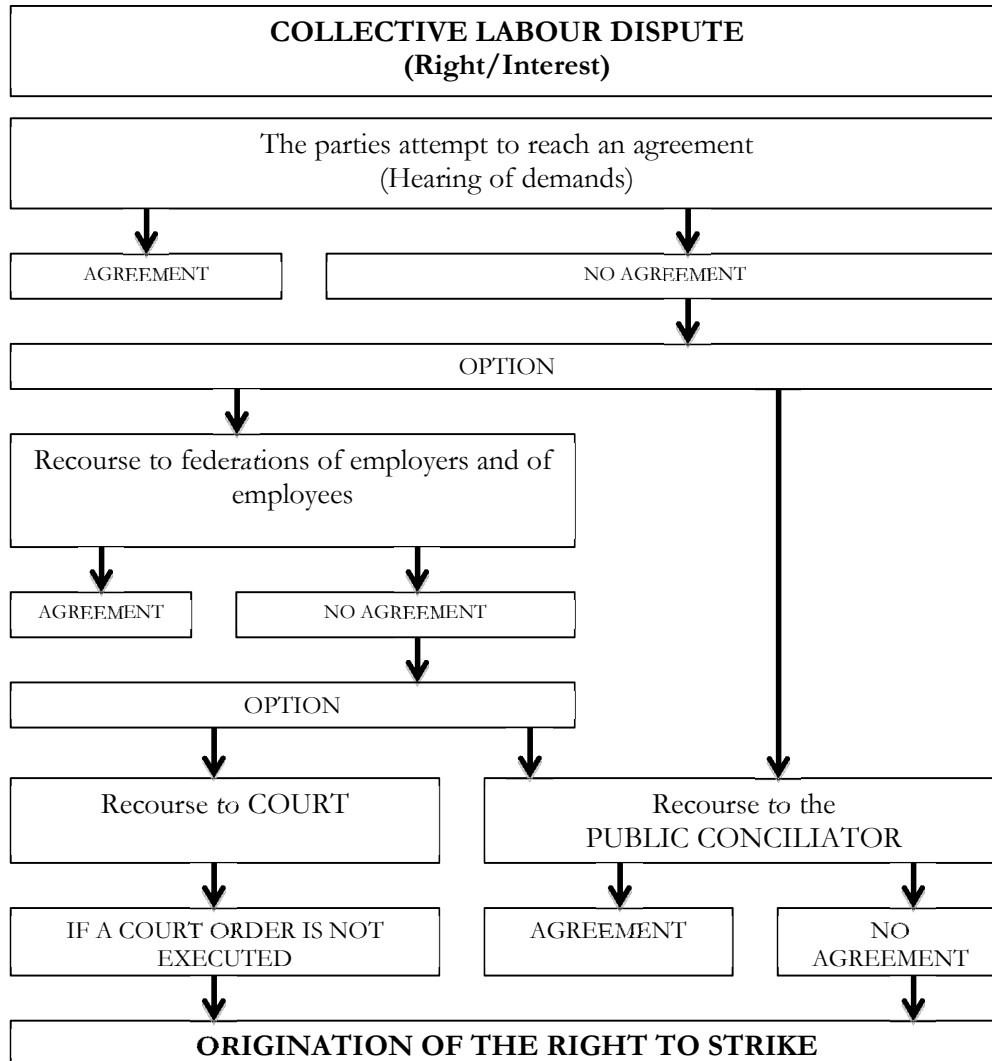 COLLECTIVE LABOUR DISPUTE
(Right/Interest)
The parties attempt to reach an agreement
(Hearing of demands)
AGREEMENT
NO AGREEMENT
OPTION
Recourse to federations of employers and of
employees
AGREEMENT
NO AGREEMENT
OPTION
Recourse to COURT
Recourse to the
PUBLIC CONCILIATOR
IF A COURT ORDER IS NOT
EXECUTED
AGREEMENT
NO
AGREEMENT
ORIGINATION OF THE RIGHT TO STRIKE